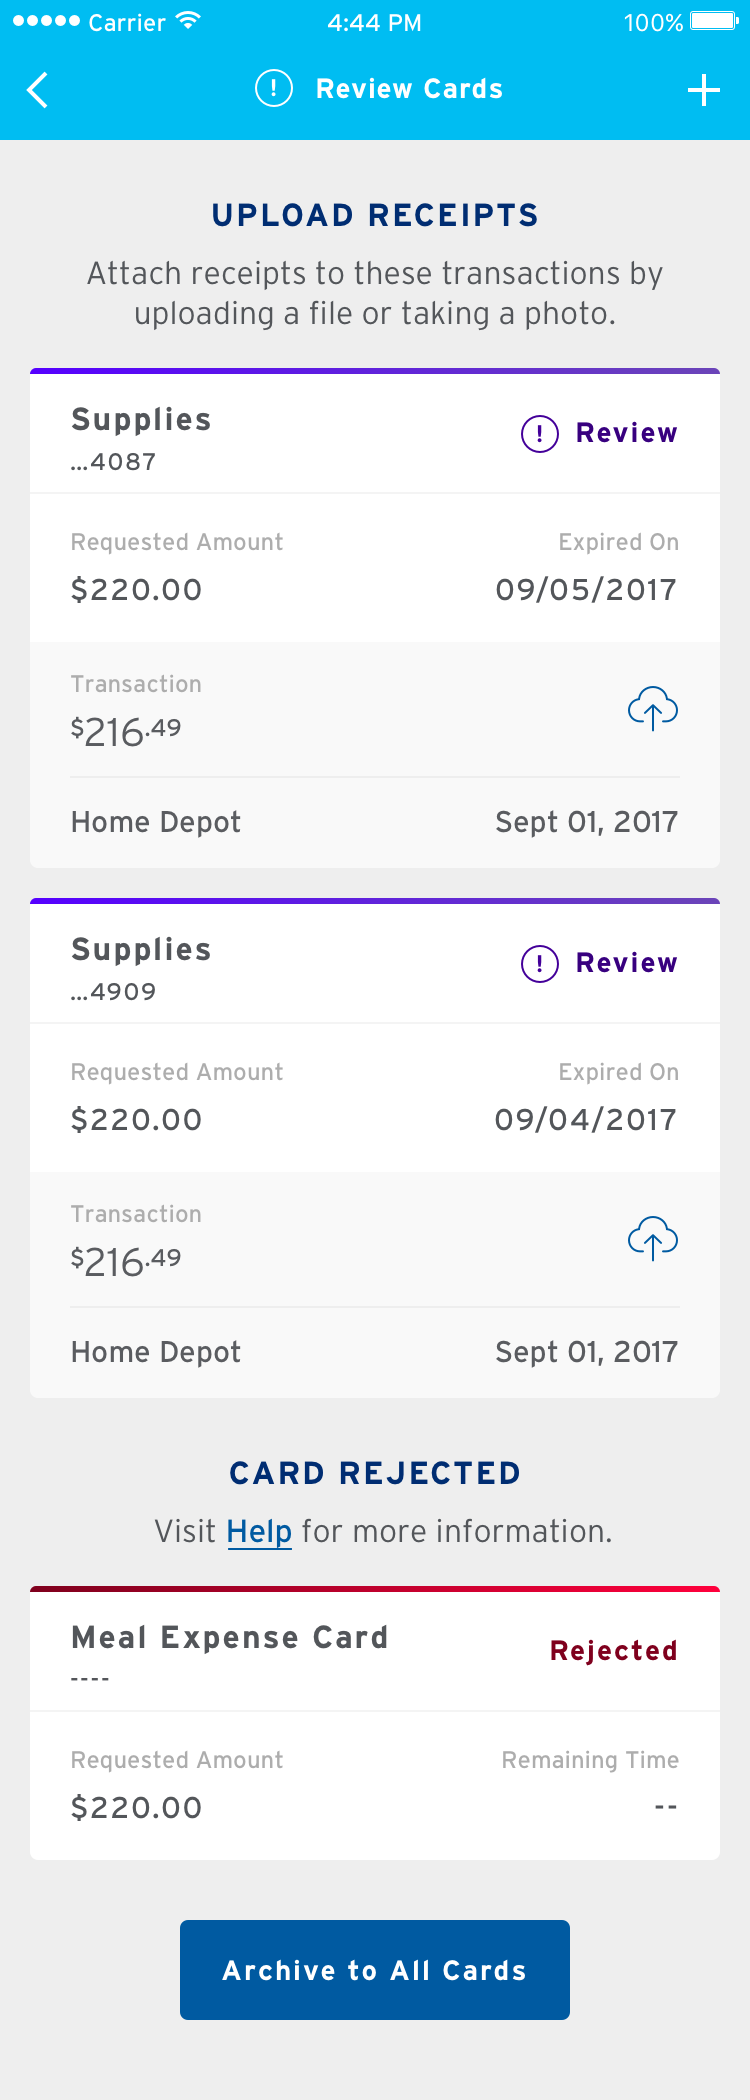 Carrier 4:44 PM 100%
! Review Cards +
UPLOAD RECEIPTS
Attach receipts to these transactions by
uploading a file or taking a photo.
Supplies
...4087
! Review
Requested Amount Expired On
$220.00 09/05/2017
Transaction
$216.49
Home Depot Sept 01, 2017
Supplies
...4909
! Review
Requested Amount Expired On
$220.00 09/04/2017
Transaction
$216.49
Home Depot Sept 01, 2017
CARD REJECTED
Visit Help for more information.
Meal Expense Card
----
Rejected
Requested Amount Remaining Time
$220.00 --
Archive to All Cards